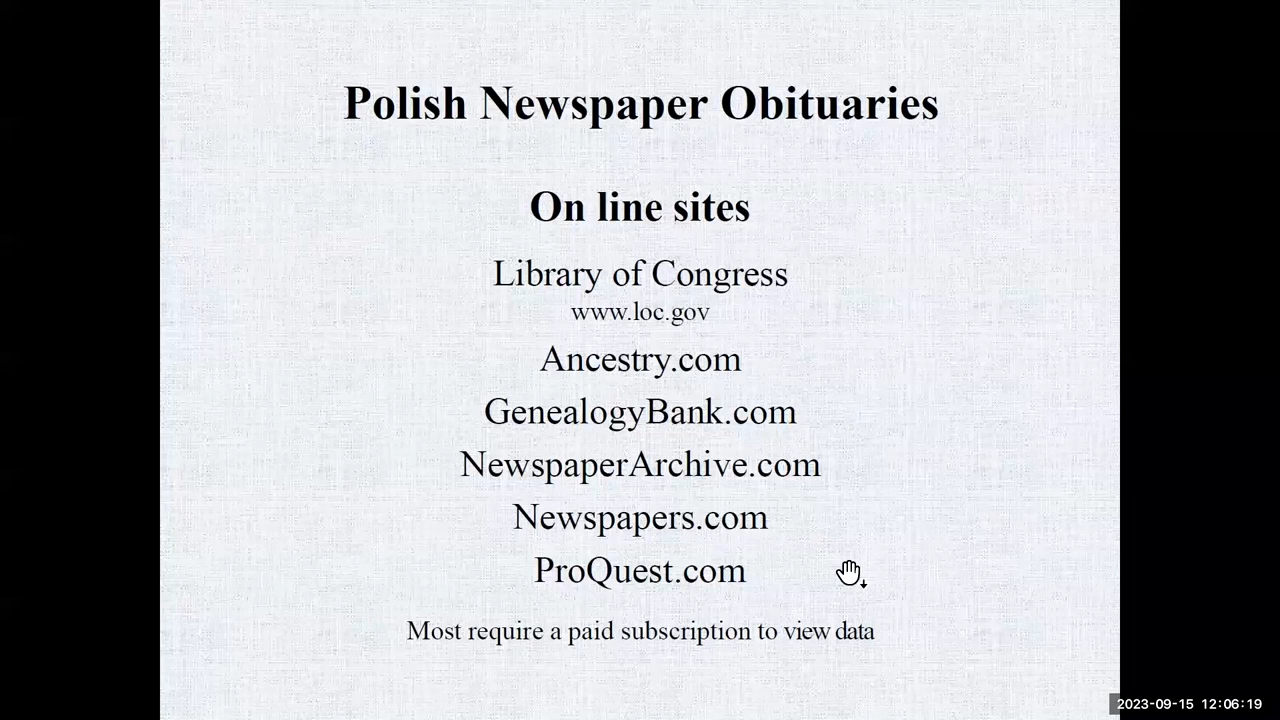 Polish Newspaper Obituaries
On line sites
Library of Congress
www.loc.gov
Ancestry.com
GenealogyBank.com
NewspaperArchive.com
Newspapers.com
ProQuest.com
Most require a paid subscription to view data
2023-09-15 12:06:19